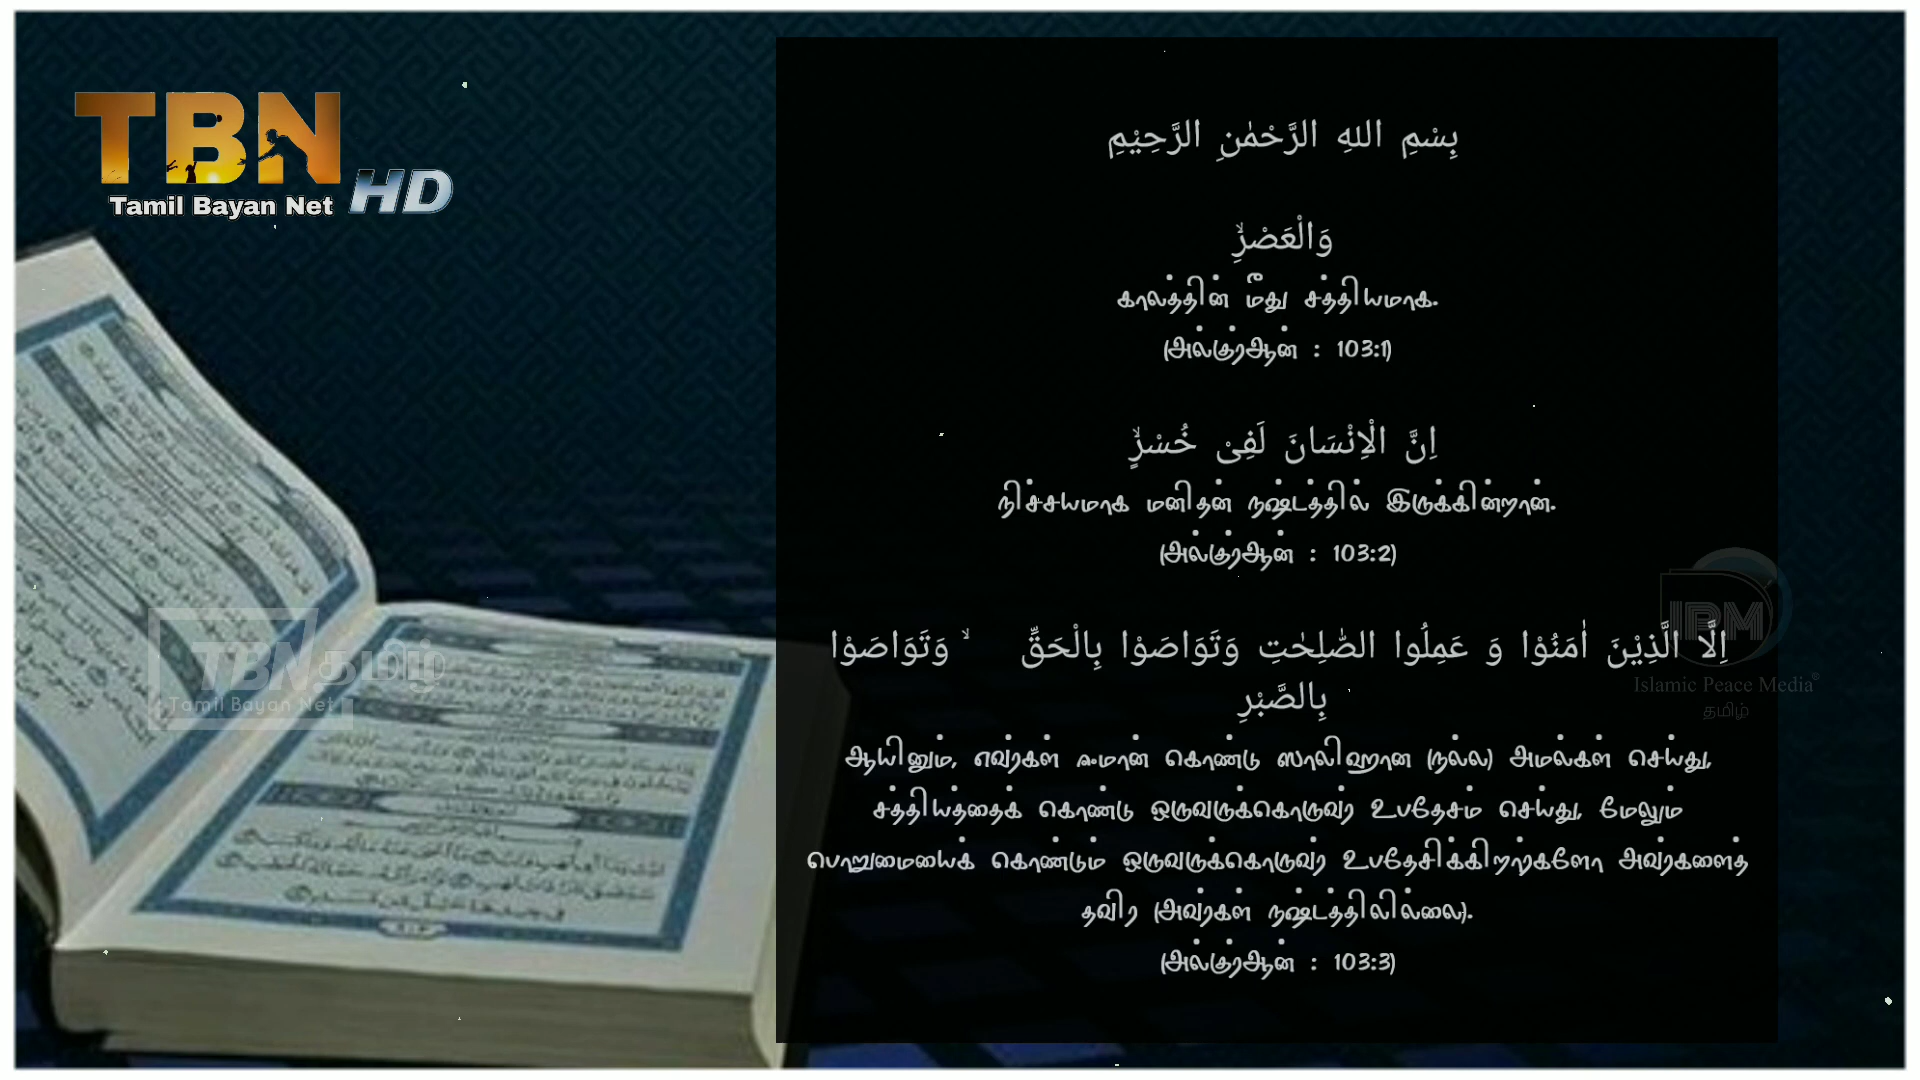 TBN HD
Tamil Bayan Net
بِسْمِ اللهِ الرَّحْمٰنِ الرَّحِيْمِ
وَالْعَصْرِۙ
காலத்தின் மீது சத்தியமாக.
(அல்குர்ஆன் : 103:1)
اِنَّ الْاِنْسَانَ لَفِىْ خُسْرٍۙ
நிச்சயமாக மனிதன் நஷ்டத்தில் இருக்கின்றான்.
(அல்குர்ஆன் : 103:2)
اِلَّا الَّذِيْنَ اٰمَنُوْا وَ عَمِلُوا الصّٰلِحٰتِ وَتَوَاصَوْا بِالْحَقِّ ۙ وَتَوَاصَوْا
بِالصَّبْرِ
ஆயினும், எவர்கள் ஈமான் கொண்டு ஸாலிஹான (நல்ல) அமல்கள் செய்து,
சத்தியத்தைக் கொண்டு ஒருவருக்கொருவர் உபதேசம் செய்து, மேலும்
பொறுமையைக் கொண்டும் ஒருவருக்கொருவர் உபதேசிக்கிறார்களோ அவர்களைத்
தவிர (அவர்கள் நஷ்டத்திலில்லை).
(அல்குர்ஆன் : 103:3)
TBN தமிழ்
Tamil Bayan Net
IPM
Islamic Peace Media®
தமிழ்